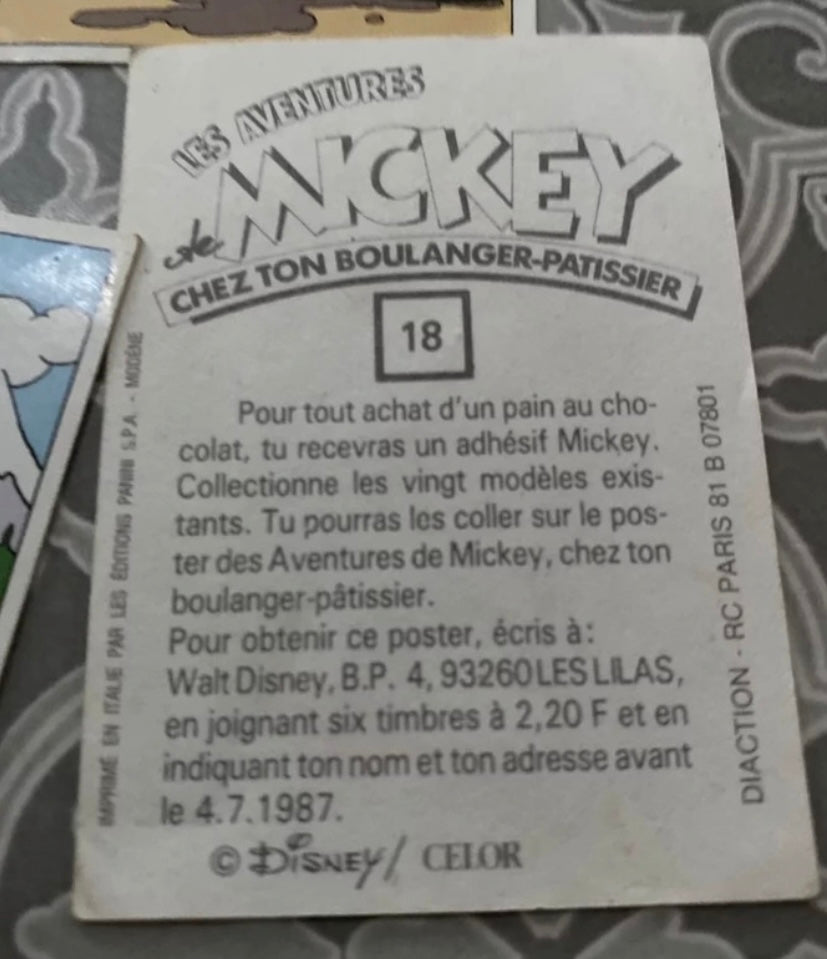 LES AVENTURES
de MICKEY
CHEZ TON BOULANGER-PATISSIER
18
Pour tout achat d'un pain au cho-
colat, tu recevras un adhésif Mickey.
Collectionne les vingt modèles exis-
tants. Tu pourras les coller sur le pos-
ter des Aventures de Mickey, chez ton
boulanger-pâtissier.
Pour obtenir ce poster, écris à:
Walt Disney, B.P. 4, 93260 LES LILAS,
en joignant six timbres à 2,20 F et en
indiquant ton nom et ton adresse avant
le 4.7.1987.
© DISNEY/ CELOR
IMPRIMÉ EN ITALIE PAR LES ÉDITIONS PANINI S.P.A. - MODÈNE
DIACTION - RC PARIS 81 B 07801